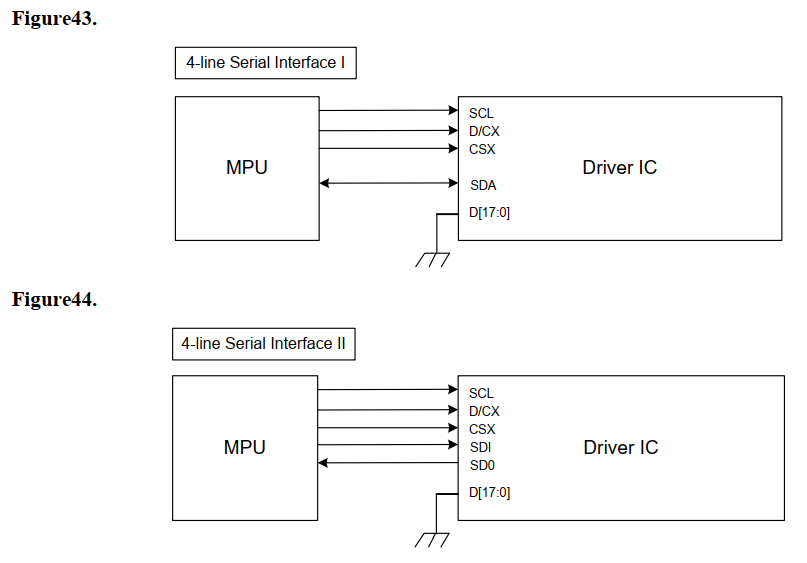 Figure43.
4-line Serial Interface I
MPU
SCL
D/CX
CSX
SDA
D[17:0]
Driver IC
Figure44.
4-line Serial Interface II
MPU
SCL
D/CX
CSX
SDI
SD0
D[17:0]
Driver IC